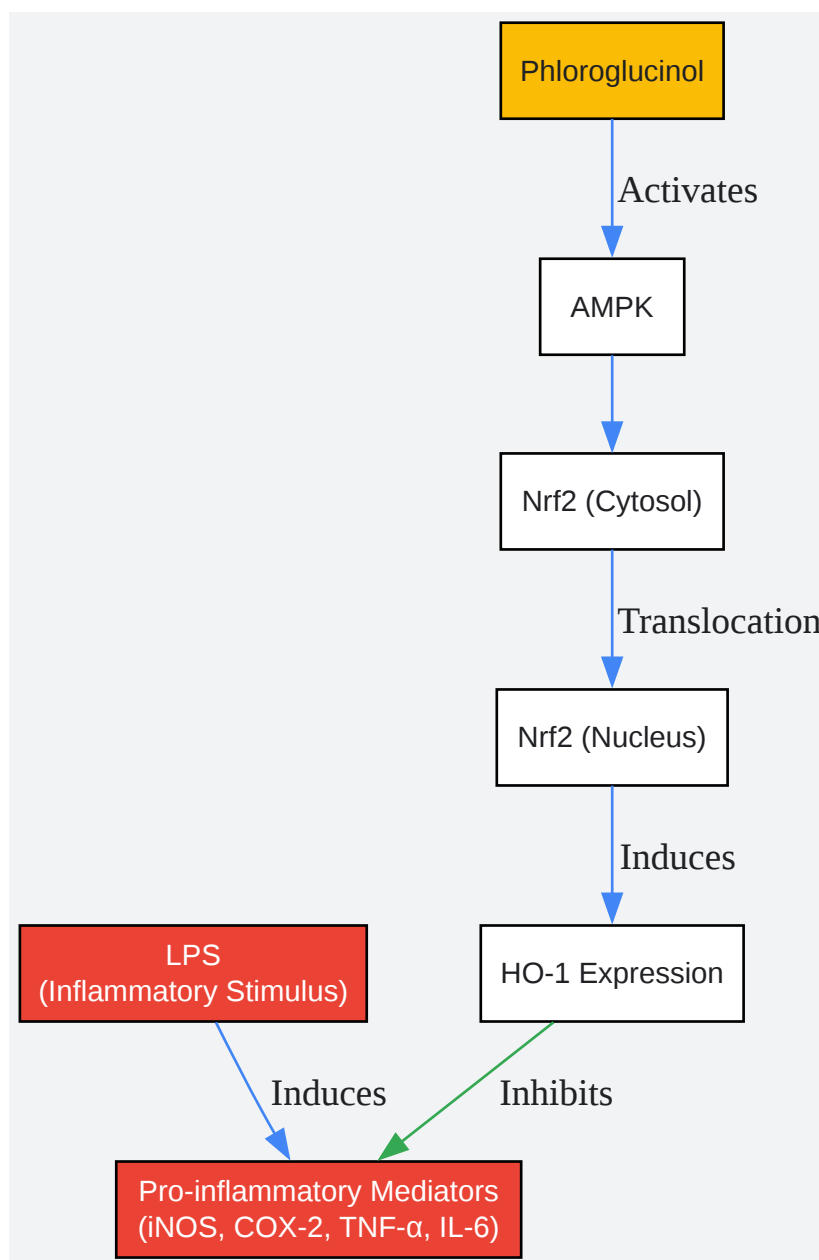 Phloroglucinol
Activates
AMPK
Nrf2 (Cytosol)
Translocation
Nrf2 (Nucleus)
Induces
LPS
(Inflammatory Stimulus)
HO-1 Expression
Induces
Inhibits
Pro-inflammatory Mediators
(iNOS, COX-2, TNF-α, IL-6)